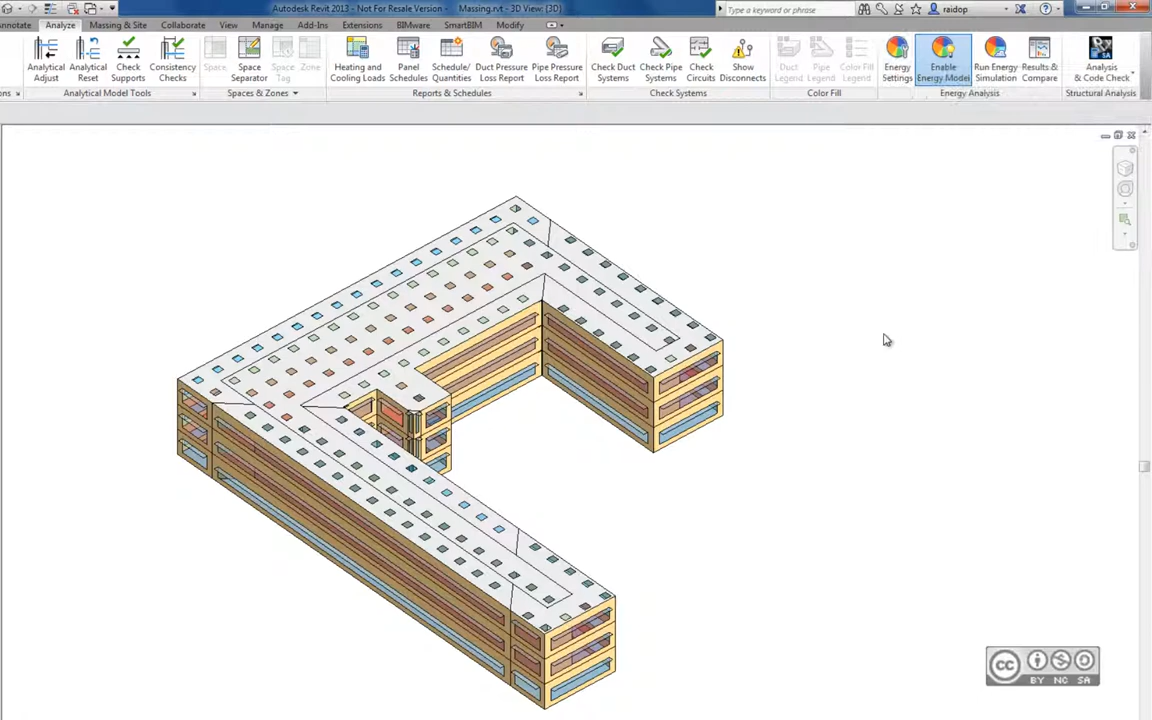 Autodesk Revit 2013 - Not For Resale Version - Massing.rvt - 3D View: {3D}
Type a keyword or phrase
raidop
nnotate Analyze Massing & Site Collaborate View Manage Add-Ins Extensions BIMware SmartBIM Modify
Analytical Adjust
Analytical Reset
Check Supports
Consistency Checks
Space Separator
Space
Space Tag
Zone
Heating and Cooling Loads
Panel Schedules
Schedule/ Quantities
Duct Pressure Loss Report
Pipe Pressure Loss Report
Check Duct Systems
Check Pipe Systems
Check Circuits
Show Disconnects
Duct Legend
Pipe Legend
Color Fill Legend
Energy Settings
Enable Energy Model
Run Energy Simulation
Results & Compare
Analysis & Code Check
ons Analytical Model Tools Spaces & Zones Reports & Schedules Check Systems Color Fill Energy Analysis Structural Analysis
cc
BY NC SA